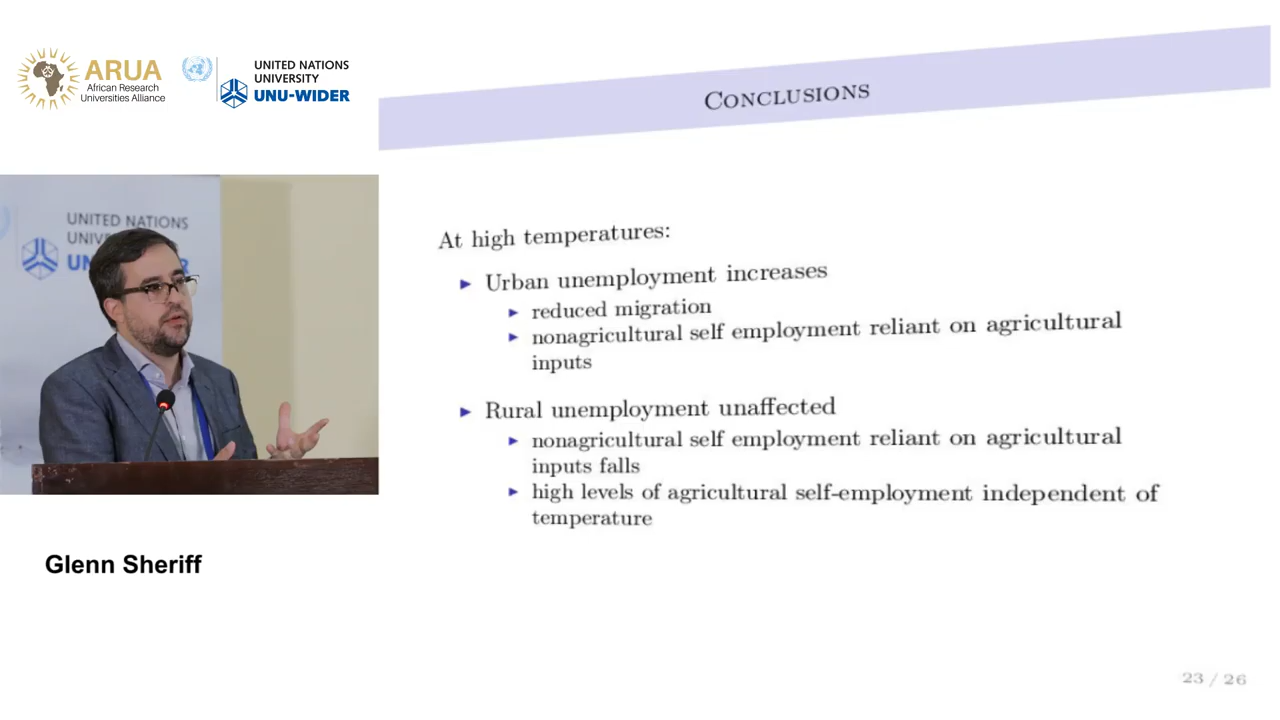 ARUA
African Research
Universities Alliance
UNITED NATIONS
UNIVERSITY
UNU-WIDER
CONCLUSIONS
UNITED NATIONS
At high temperatures:
► Urban unemployment increases
► reduced migration
► nonagricultural self employment reliant on agricultural
inputs
► Rural unemployment unaffected
► nonagricultural self employment reliant on agricultural
inputs falls
► high levels of agricultural self-employment independent of
temperature
Glenn Sheriff
23 / 26